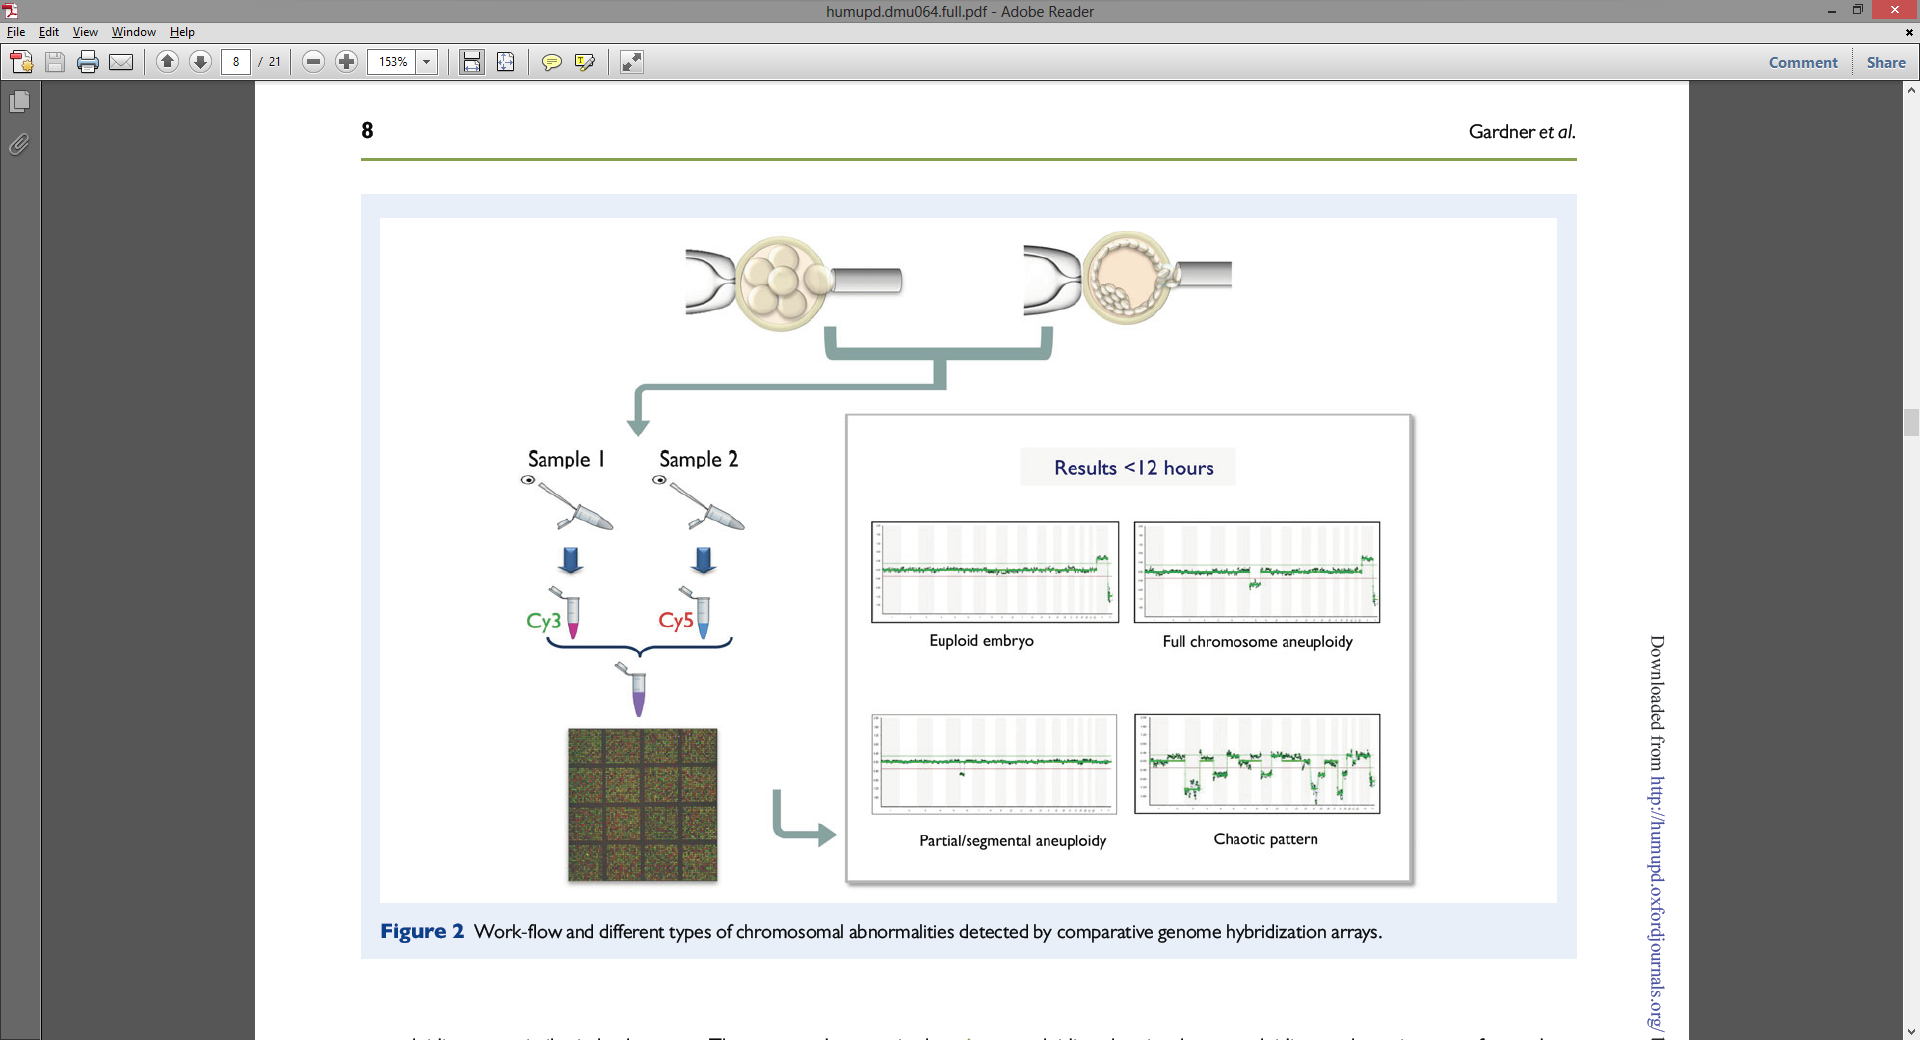 humupd.dmu064.full.pdf - Adobe Reader
File Edit View Window Help
8 / 21 153% Comment Share
8 Gardner et al.
Sample 1 Sample 2
Cy3 Cy5
Results <12 hours
Euploid embryo Full chromosome aneuploidy
Partial/segmental aneuploidy Chaotic pattern
Figure 2 Work-flow and different types of chromosomal abnormalities detected by comparative genome hybridization arrays.
Downloaded from http://humupd.oxfordjournals.org/